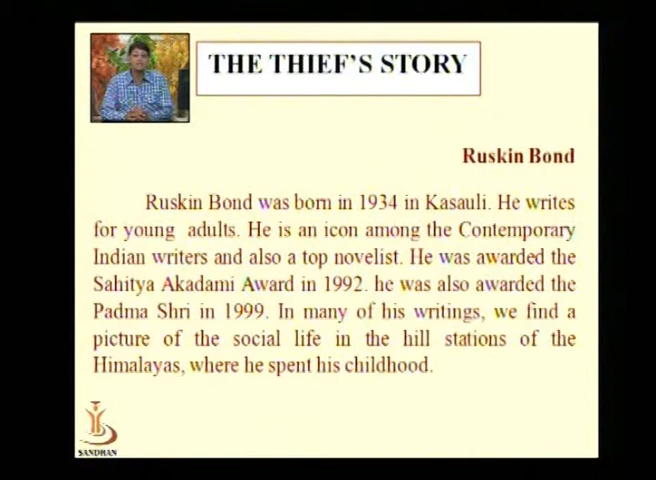 THE THIEF'S STORY
Ruskin Bond
Ruskin Bond was born in 1934 in Kasauli. He writes
for young adults. He is an icon among the Contemporary
Indian writers and also a top novelist. He was awarded the
Sahitya Akadami Award in 1992. he was also awarded the
Padma Shri in 1999. In many of his writings, we find a
picture of the social life in the hill stations of the
Himalayas, where he spent his childhood.
SANDHAN